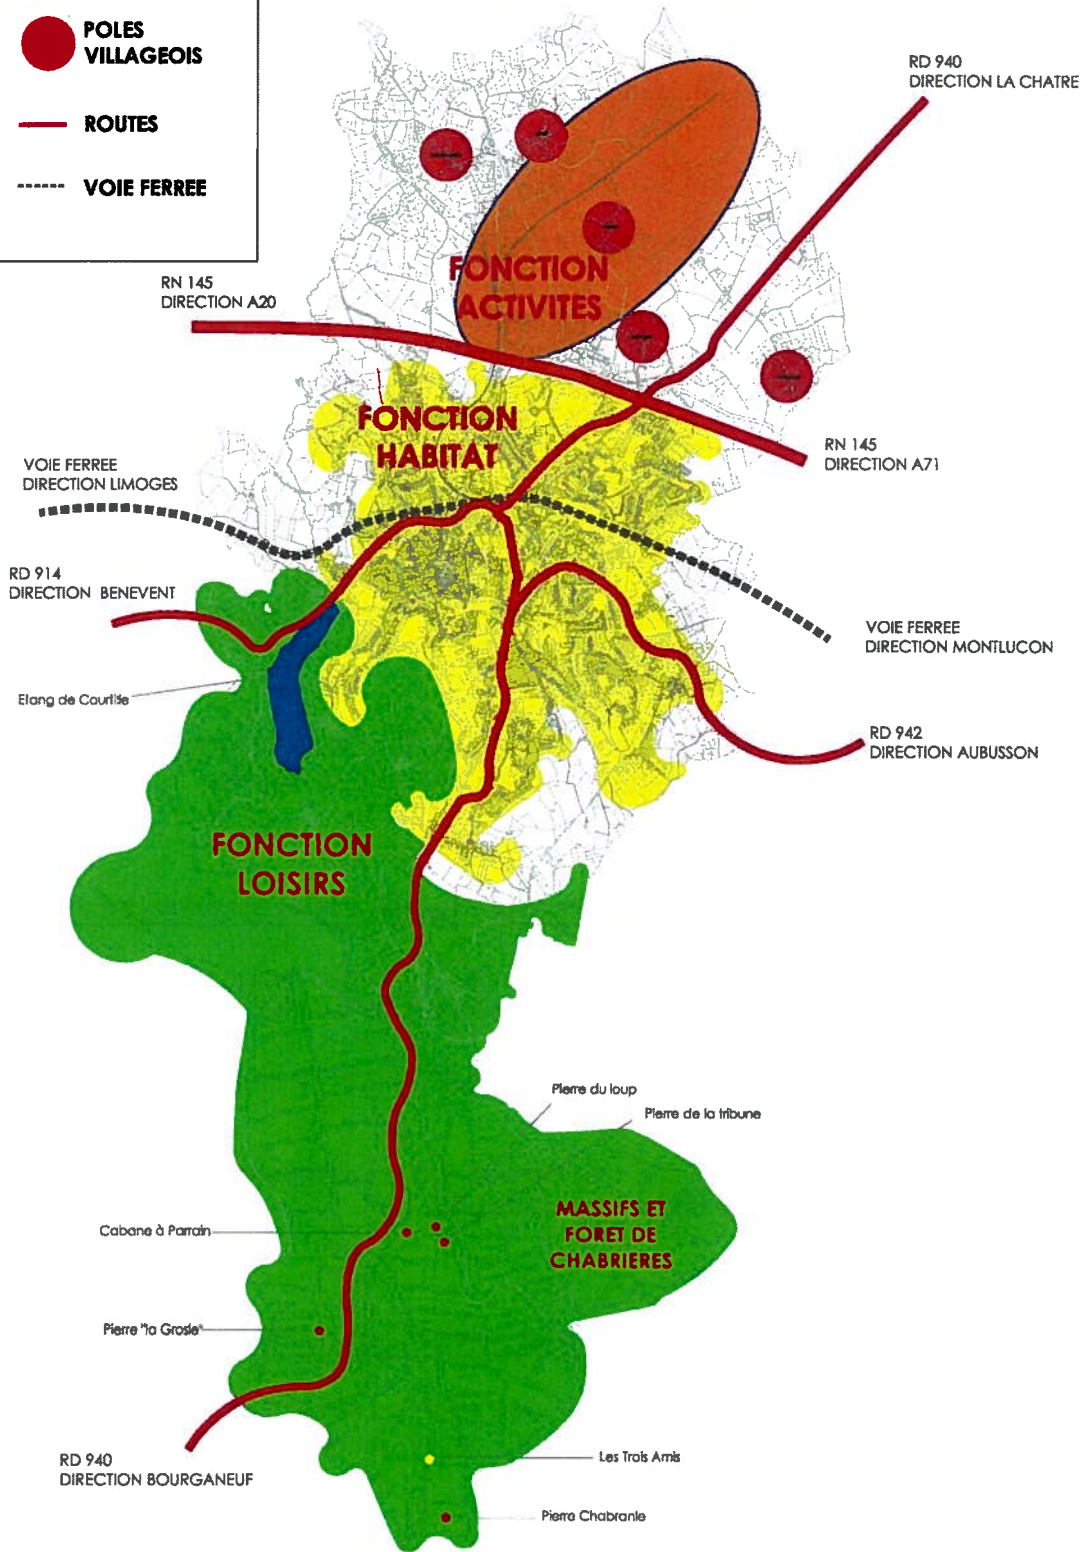 POLES
VILLAGEOIS
ROUTES
VOIE FERREE
RD 940
DIRECTION LA CHATRE
RN 145
DIRECTION A20
FONCTION
ACTIVITES
FONCTION
HABITAT
RN 145
DIRECTION A71
VOIE FERREE
DIRECTION LIMOGES
RD 914
DIRECTION BENEVENT
VOIE FERREE
DIRECTION MONTLUCON
Etang de Courtille
RD 942
DIRECTION AUBUSSON
FONCTION
LOISIRS
Pierre du loup
Pierre de la tribune
MASSIFS ET
FORET DE
CHABRIERES
Cabane à Parrain
Pierre "la Grosle"
RD 940
DIRECTION BOURGANEUF
Les Trois Amis
Pierre Chabranle